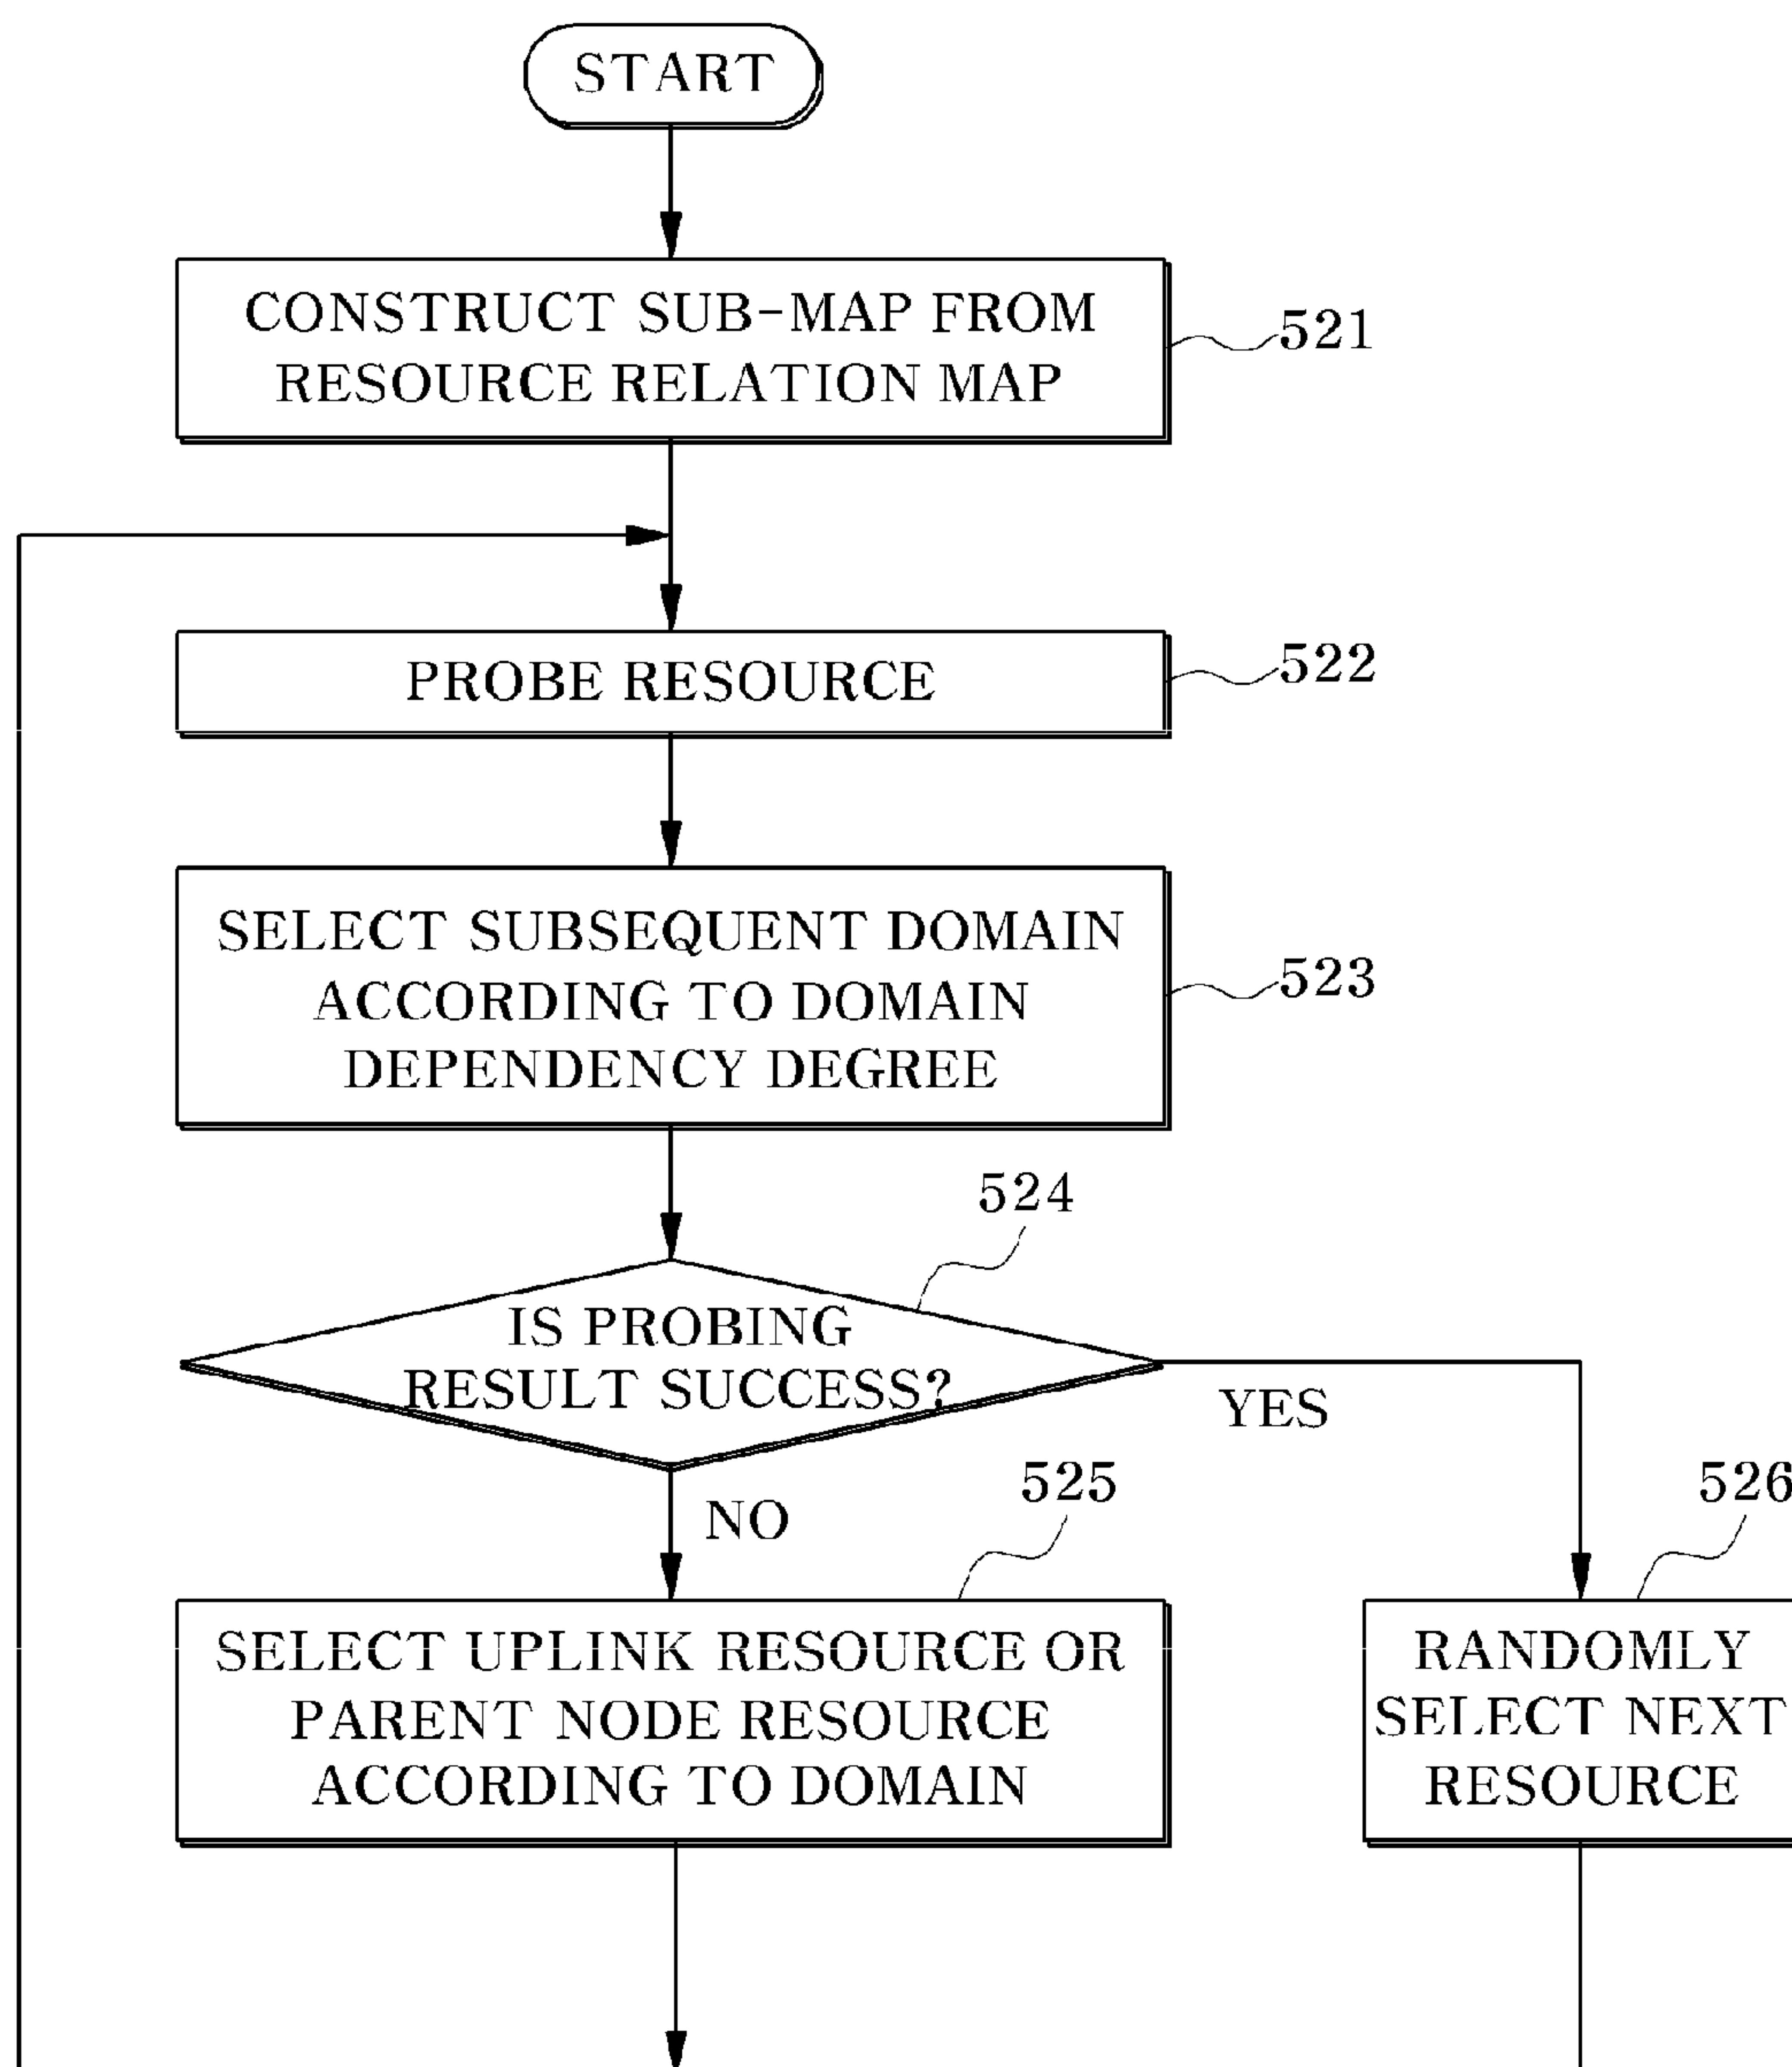 START
CONSTRUCT SUB-MAP FROM
RESOURCE RELATION MAP
521
PROBE RESOURCE
522
SELECT SUBSEQUENT DOMAIN
ACCORDING TO DOMAIN
DEPENDENCY DEGREE
523
524
IS PROBING
RESULT SUCCESS?
YES
NO
525
526
SELECT UPLINK RESOURCE OR
PARENT NODE RESOURCE
ACCORDING TO DOMAIN
RANDOMLY
SELECT NEXT
RESOURCE